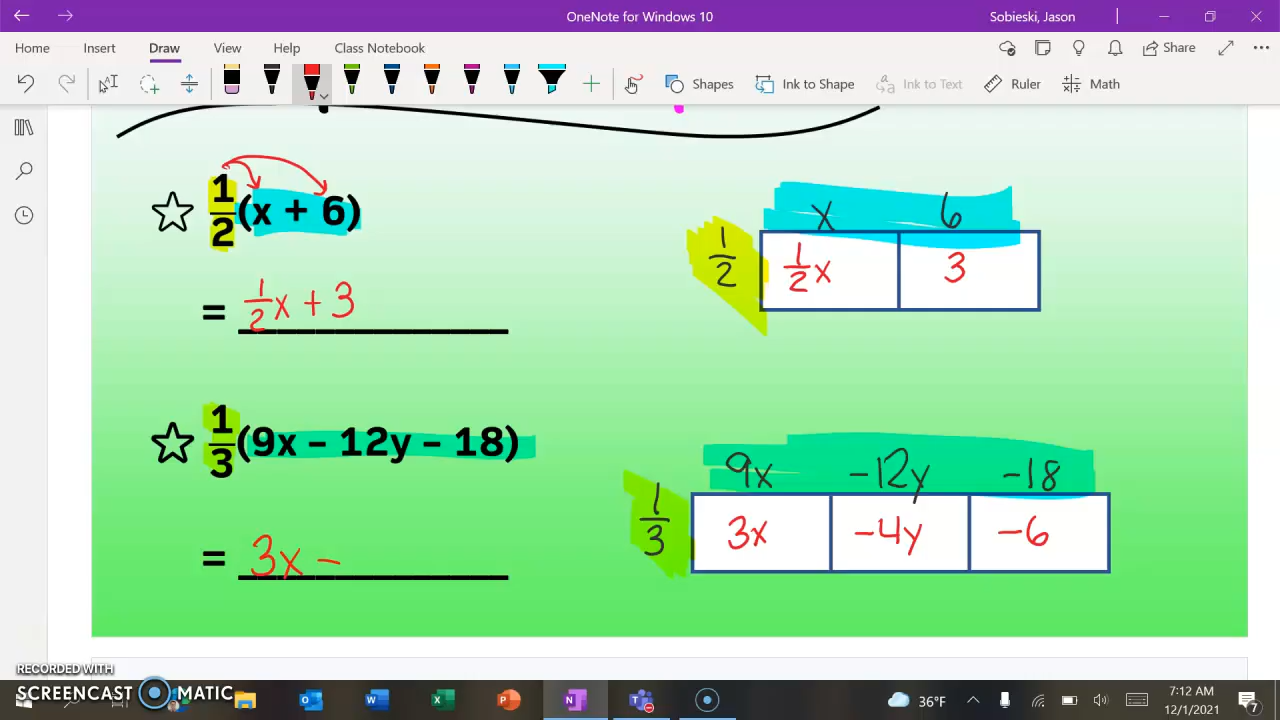 OneNote for Windows 10
Sobieski, Jason
Home Insert Draw View Help Class Notebook
Share
Shapes Ink to Shape Ink to Text Ruler Math
1/2(x + 6)
= 1/2x + 3
x 6
1/2
1/2x 3
1/3(9x – 12y – 18)
= 3x –
9x -12y -18
1/3
3x -4y -6
RECORDED WITH
SCREENCAST MATIC
36°F
7:12 AM
12/1/2021
7